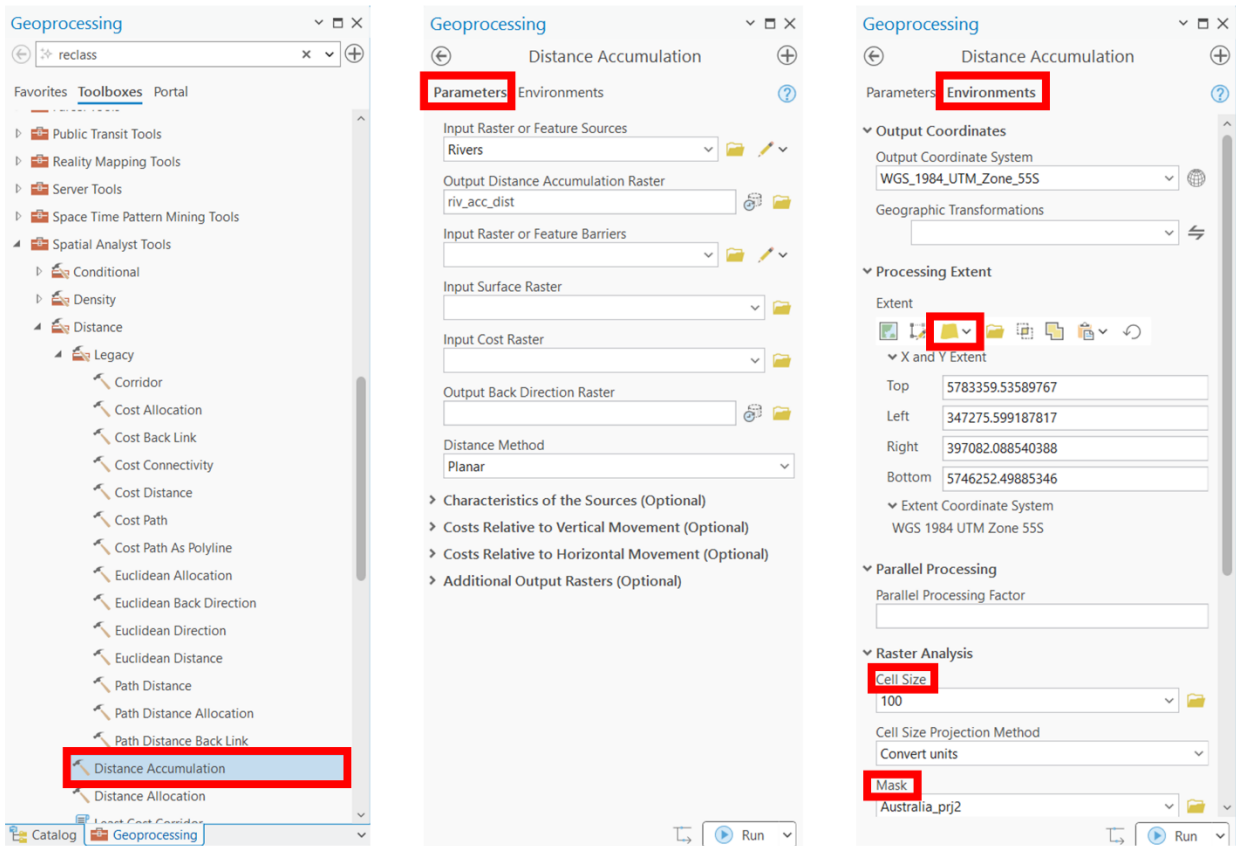 Geoprocessing
reclass
Favorites Toolboxes Portal
Public Transit Tools
Reality Mapping Tools
Server Tools
Space Time Pattern Mining Tools
Spatial Analyst Tools
Conditional
Density
Distance
Legacy
Corridor
Cost Allocation
Cost Back Link
Cost Connectivity
Cost Distance
Cost Path
Cost Path As Polyline
Euclidean Allocation
Euclidean Back Direction
Euclidean Direction
Euclidean Distance
Path Distance
Path Distance Allocation
Path Distance Back Link
Distance Accumulation
Distance Allocation
Least Cost Corridor
Catalog Geoprocessing
Geoprocessing
Distance Accumulation
Parameters Environments
Input Raster or Feature Sources
Rivers
Output Distance Accumulation Raster
riv_acc_dist
Input Raster or Feature Barriers
Input Surface Raster
Input Cost Raster
Output Back Direction Raster
Distance Method
Planar
Characteristics of the Sources (Optional)
Costs Relative to Vertical Movement (Optional)
Costs Relative to Horizontal Movement (Optional)
Additional Output Rasters (Optional)
Run
Geoprocessing
Distance Accumulation
Parameters Environments
Output Coordinates
Output Coordinate System
WGS_1984_UTM_Zone_55S
Geographic Transformations
Processing Extent
Extent
X and Y Extent
Top 5783359.53589767
Left 347275.599187817
Right 397082.088540388
Bottom 5746252.49885346
Extent Coordinate System
WGS 1984 UTM Zone 55S
Parallel Processing
Parallel Processing Factor
Raster Analysis
Cell Size
100
Cell Size Projection Method
Convert units
Mask
Australia_prj2
Run